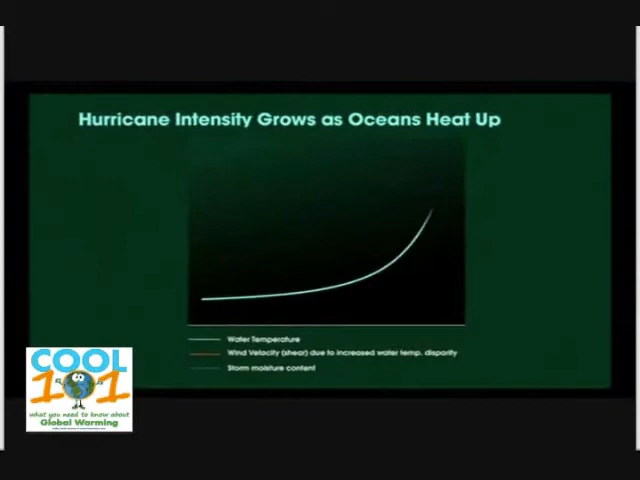 Hurricane Intensity Grows as Oceans Heat Up
Water Temperature
Wind Velocity (shear) due to increased water temp. disparity
Storm moisture content
COOL
101
what you need to know about
Global Warming